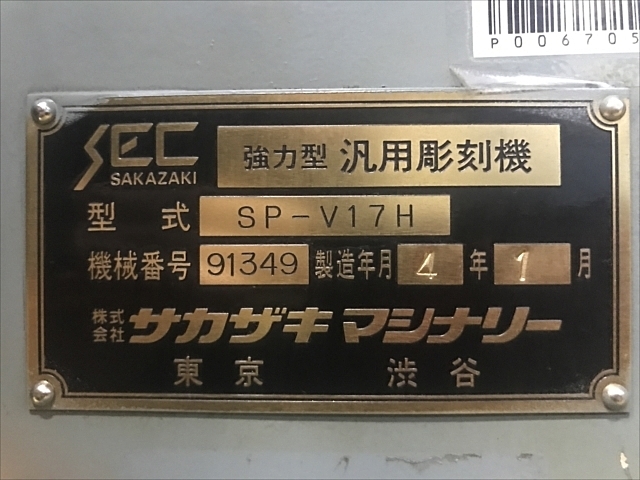 P006705
SEC
SAKAZAKI
強力型 汎用彫刻機
型式 SP-V17H
機械番号 91349 製造年月 4 年 1 月
株式会社 サカザキマシナリー
東京 渋谷